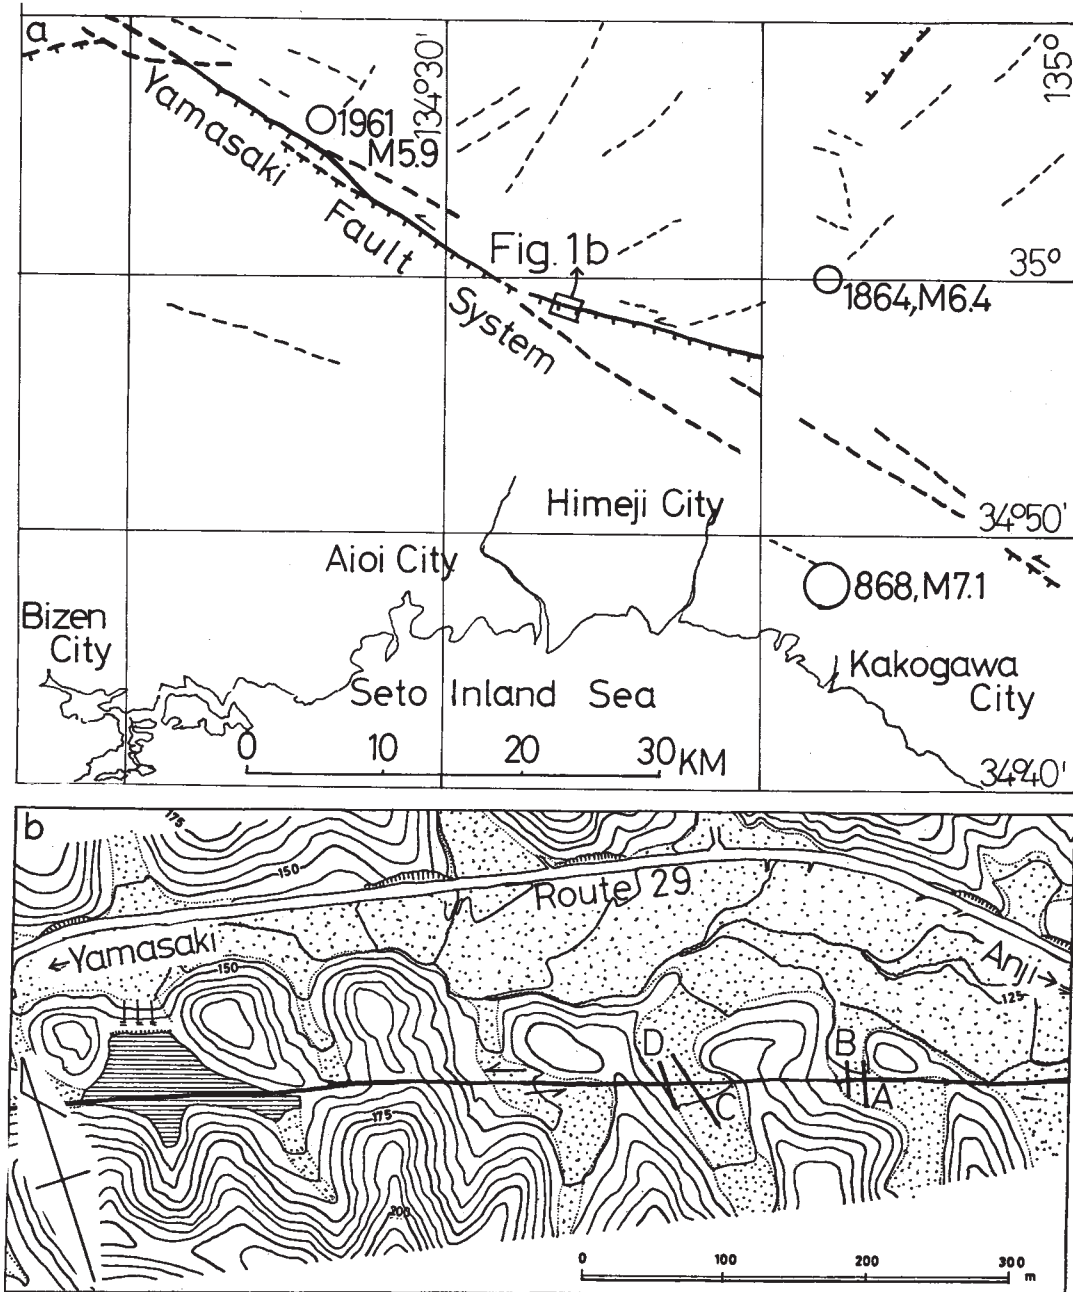 a
134°30'
135°
1961
M5.9
Yamasaki
Fault
System
Fig. 1b
35°
1864,M6.4
Himeji City
34°50'
Aioi City
868,M7.1
Bizen
City
Kakogawa
City
Seto Inland Sea
0 10 20 30 KM
34°40'
b
175
150
Route 29
←Yamasaki
Anji→
150
125
D
B
C
A
175
200
0 100 200 300
m